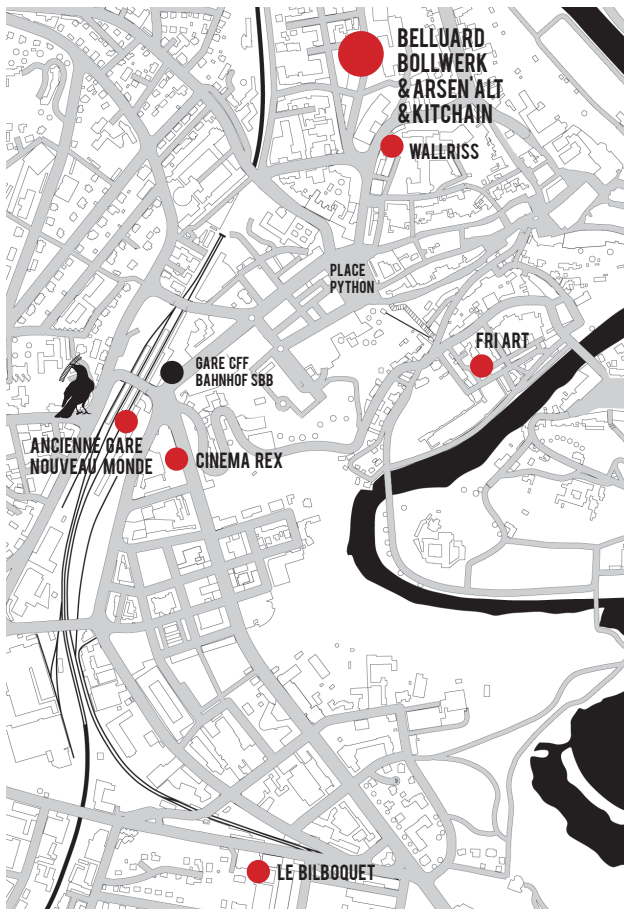 BELLUARD
BOLLWERK
& ARSEN'ALT
& KITCHAIN
WALLRISS
PLACE
PYTHON
FRI ART
GARE CFF
BAHNHOF SBB
ANCIENNE GARE
NOUVEAU MONDE
CINEMA REX
LE BILBOQUET